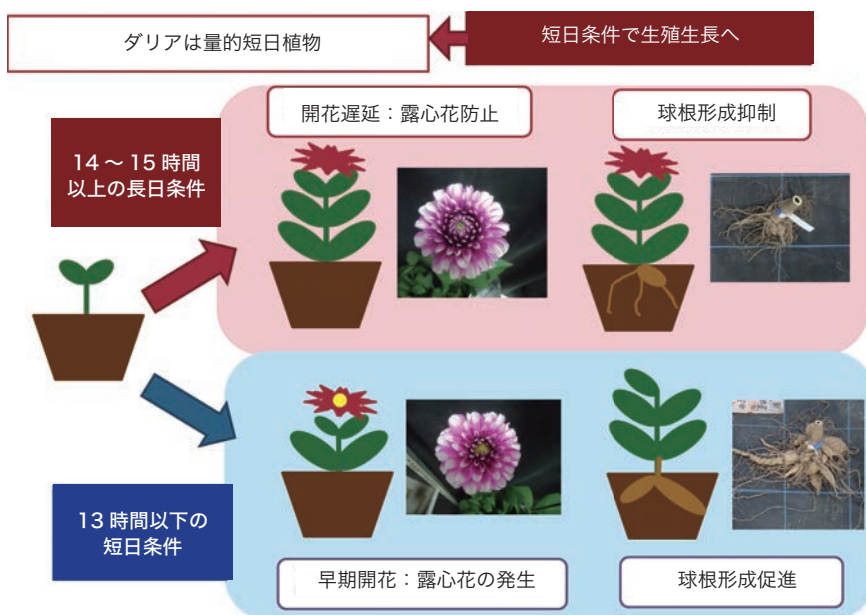 ダリアは量的短日植物
短日条件で生殖生長へ
開花遅延：露心花防止
球根形成抑制
14 〜 15 時間
以上の長日条件
13 時間以下の
短日条件
早期開花：露心花の発生
球根形成促進